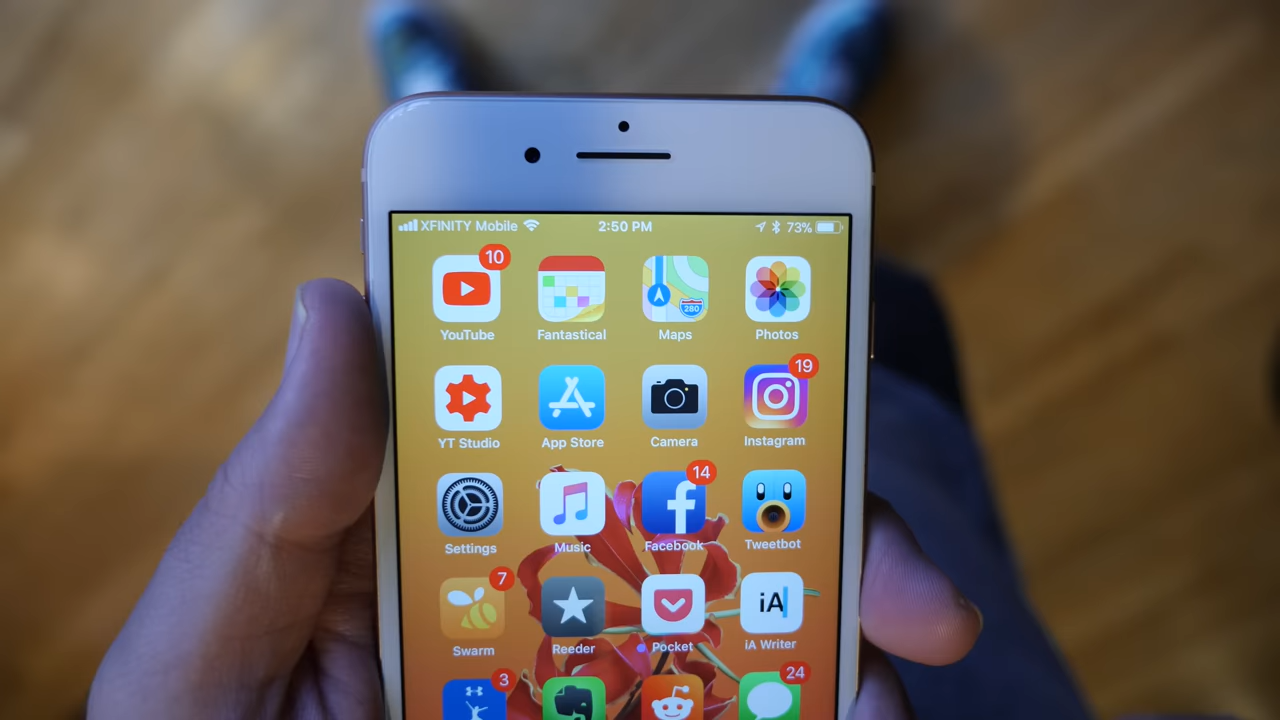 XFINITY Mobile 2:50 PM 73%
10
280
YouTube Fantastical Maps Photos
19
YT Studio App Store Camera Instagram
14
Settings Music Facebook Tweetbot
7
iA
Swarm Reeder Pocket iA Writer
3 24